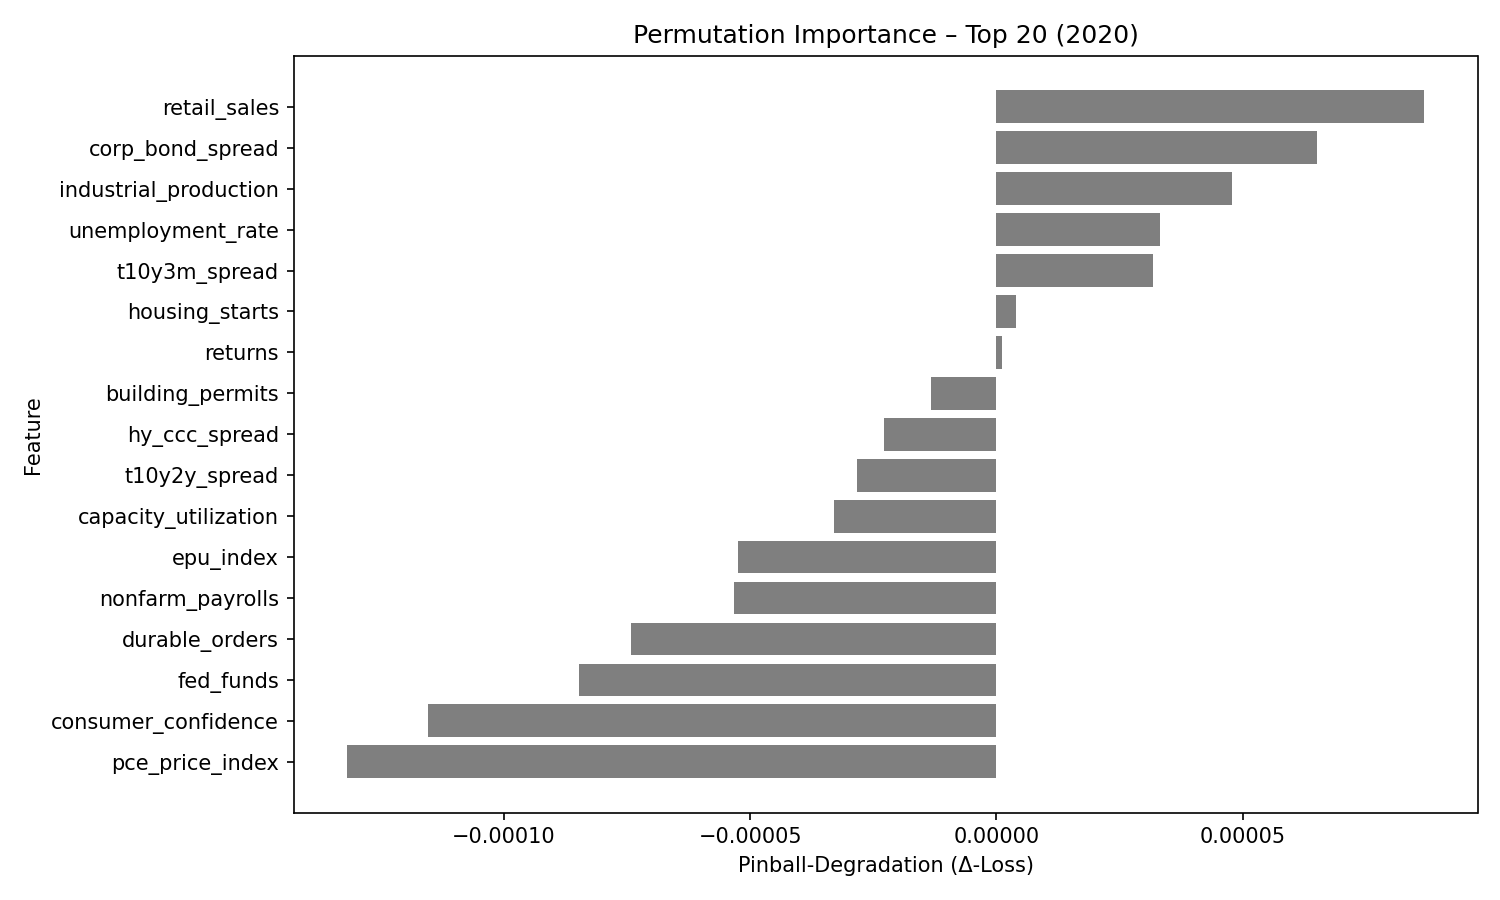 Permutation Importance – Top 20 (2020)
retail_sales
corp_bond_spread
industrial_production
unemployment_rate
t10y3m_spread
housing_starts
returns
building_permits
hy_ccc_spread
t10y2y_spread
capacity_utilization
epu_index
nonfarm_payrolls
durable_orders
fed_funds
consumer_confidence
pce_price_index
Feature
−0.00010
−0.00005
0.00000
0.00005
Pinball-Degradation (Δ-Loss)